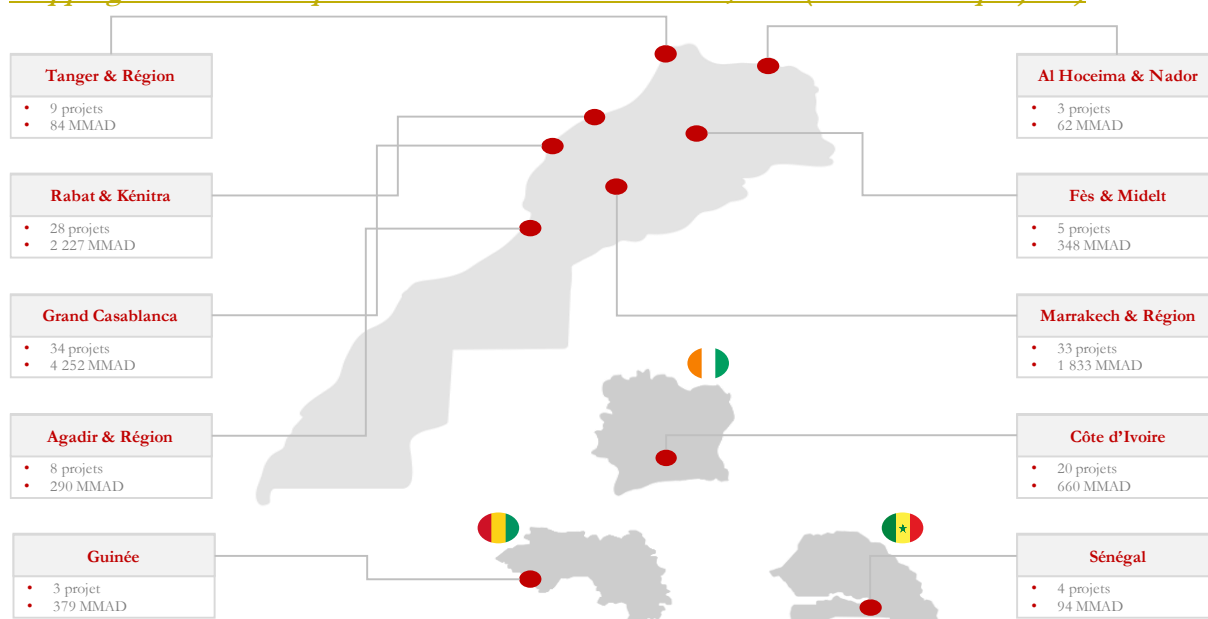 Tanger & Région
• 9 projets
• 84 MMAD
Al Hoceima & Nador
• 3 projets
• 62 MMAD
Rabat & Kénitra
• 28 projets
• 2 227 MMAD
Fès & Midelt
• 5 projets
• 348 MMAD
Grand Casablanca
• 34 projets
• 4 252 MMAD
Marrakech & Région
• 33 projets
• 1 833 MMAD
Agadir & Région
• 8 projets
• 290 MMAD
Côte d’Ivoire
• 20 projets
• 660 MMAD
Guinée
• 3 projet
• 379 MMAD
Sénégal
• 4 projets
• 94 MMAD